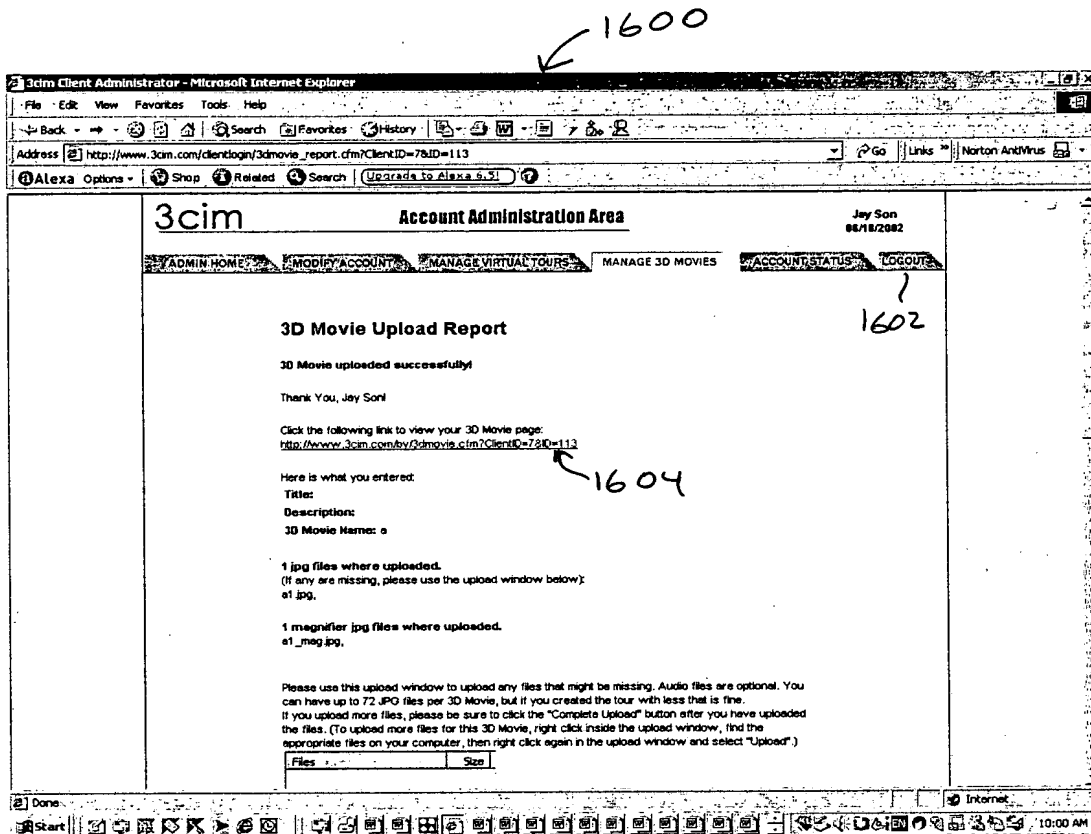 1600
3cim Client Administrator - Microsoft Internet Explorer
File Edit View Favorites Tools Help
Back Search Favorites History
Address http://www.3cim.com/clientlogin/3dmovie_report.cfm?ClientID=7&ID=113 Go Links » Norton AntiVirus
Alexa Options Shop Related Search Upgrade to Alexa 6.5!
3cim Account Administration Area Jay Son
06/18/2002
ADMIN HOME MODIFY ACCOUNT MANAGE VIRTUAL TOURS MANAGE 3D MOVIES ACCOUNT STATUS LOGOUT
1602
3D Movie Upload Report
3D Movie uploaded successfully!
Thank You, Jay Son!
Click the following link to view your 3D Movie page:
http://www.3cim.com/bv/3dmovie.cfm?ClientID=7&ID=113
1604
Here is what you entered:
Title:
Description:
3D Movie Name: a
1 jpg files where uploaded.
(If any are missing, please use the upload window below):
a1.jpg,
1 magnifier jpg files where uploaded.
a1_mag.jpg,
Please use this upload window to upload any files that might be missing. Audio files are optional. You
can have up to 72 JPG files per 3D Movie, but if you created the tour with less that is fine.
If you upload more files, please be sure to click the "Complete Upload" button after you have uploaded
the files. (To upload more files for this 3D Movie, right click inside the upload window, find the
appropriate files on your computer, then right click again in the upload window and select "Upload".)
Files Size
Done Internet
Start 10:00 AM